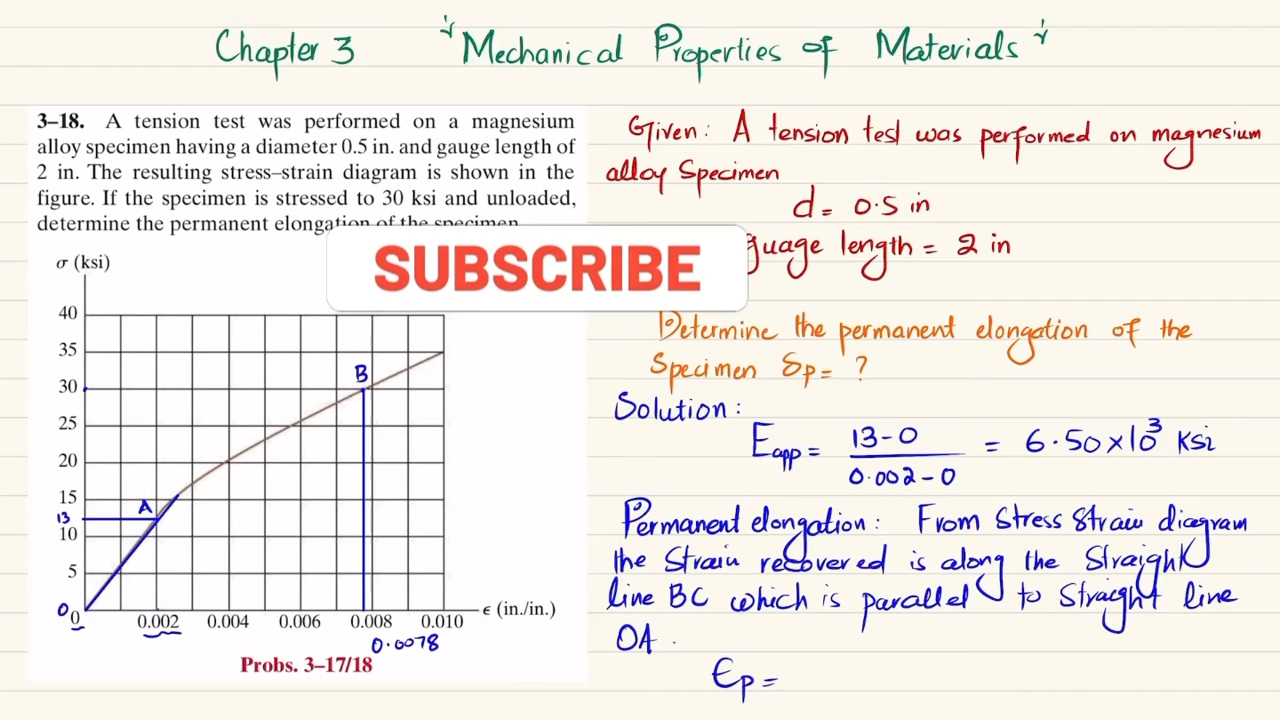 Chapter 3 "Mechanical Properties of Materials"
3–18. A tension test was performed on a magnesium
alloy specimen having a diameter 0.5 in. and gauge length of
2 in. The resulting stress–strain diagram is shown in the
figure. If the specimen is stressed to 30 ksi and unloaded,
determine the permanent elongation of the specimen
σ (ksi)
40
35
30
25
20
15
13
10
5
0
0
A
B
0.002 0.004 0.006 0.008 0.010 ϵ (in./in.)
0.0078
Probs. 3–17/18
SUBSCRIBE
Given: A tension test was performed on magnesium
alloy Specimen
d = 0.5 in
guage length = 2 in
Determine the permanent elongation of the
Specimen δp = ?
Solution:
Eapp = 13-0 / 0.002-0 = 6.50×10³ Ksi
Permanent elongation: From Stress Strain diagram
the Strain recovered is along the Straight
line BC which is parallel to Straight line
OA.
ϵp =